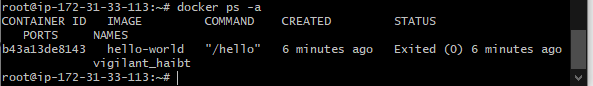 root@ip-172-31-33-113:~# docker ps -a
CONTAINER ID   IMAGE         COMMAND    CREATED         STATUS
   PORTS     NAMES
b43a13de8143   hello-world   "/hello"   6 minutes ago   Exited (0) 6 minutes ago
             vigilant_haibt
root@ip-172-31-33-113:~#